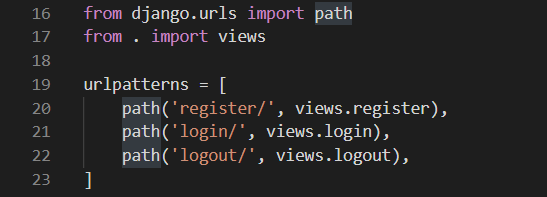 16 from django.urls import path
17 from . import views
18
19 urlpatterns = [
20     path('register/', views.register),
21     path('login/', views.login),
22     path('logout/', views.logout),
23 ]